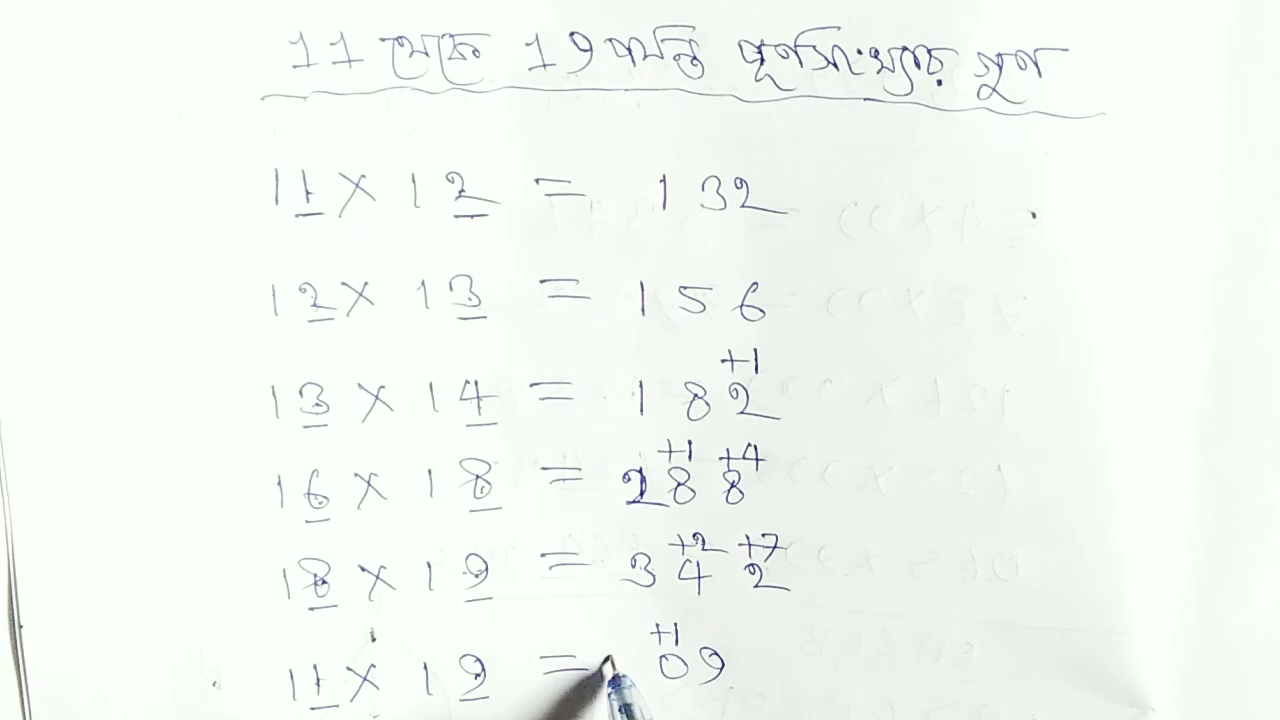 11 থেকে 19 পর্যন্ত পূর্ণসংখ্যার গুণ
11 × 12 = 132
12 × 13 = 156
+1
13 × 14 = 182
+1 +4
16 × 18 = 288
+2 +7
18 × 19 = 342
+1
11 × 19 = 09